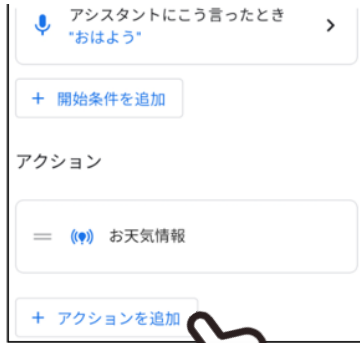 アシスタントにこう言ったとき
"おはよう"
+ 開始条件を追加
アクション
お天気情報
+ アクションを追加